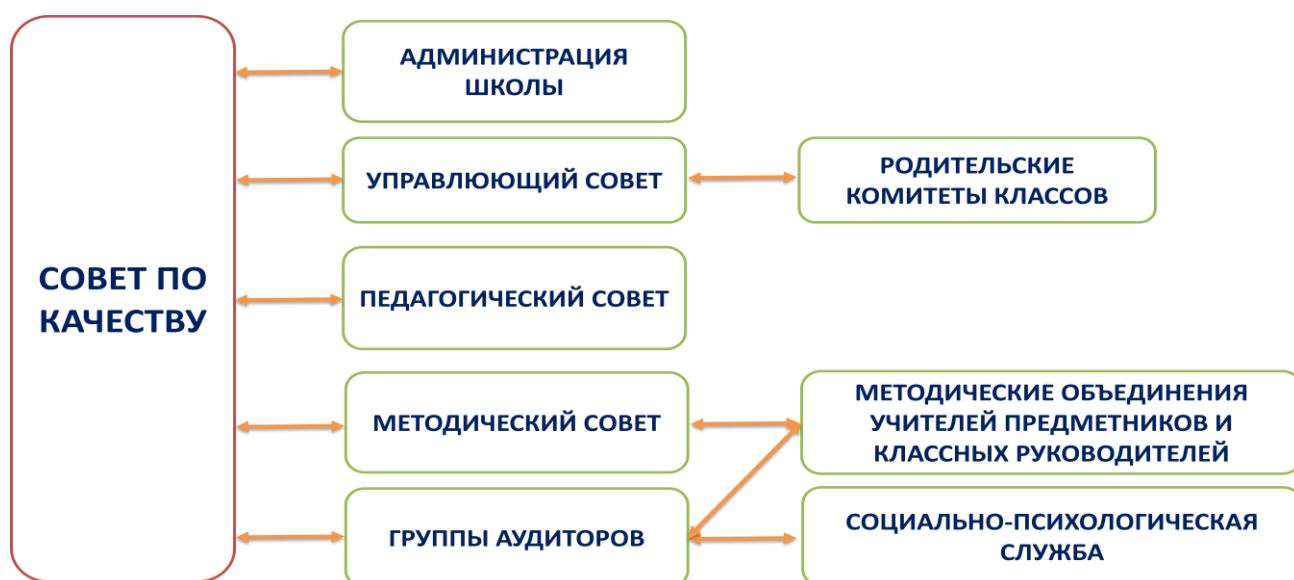 СОВЕТ ПО
КАЧЕСТВУ
АДМИНИСТРАЦИЯ
ШКОЛЫ
УПРАВЛЮЮЩИЙ СОВЕТ
РОДИТЕЛЬСКИЕ
КОМИТЕТЫ КЛАССОВ
ПЕДАГОГИЧЕСКИЙ СОВЕТ
МЕТОДИЧЕСКИЙ СОВЕТ
МЕТОДИЧЕСКИЕ ОБЪЕДИНЕНИЯ
УЧИТЕЛЕЙ ПРЕДМЕТНИКОВ И
КЛАССНЫХ РУКОВОДИТЕЛЕЙ
ГРУППЫ АУДИТОРОВ
СОЦИАЛЬНО-ПСИХОЛОГИЧЕСКАЯ
СЛУЖБА